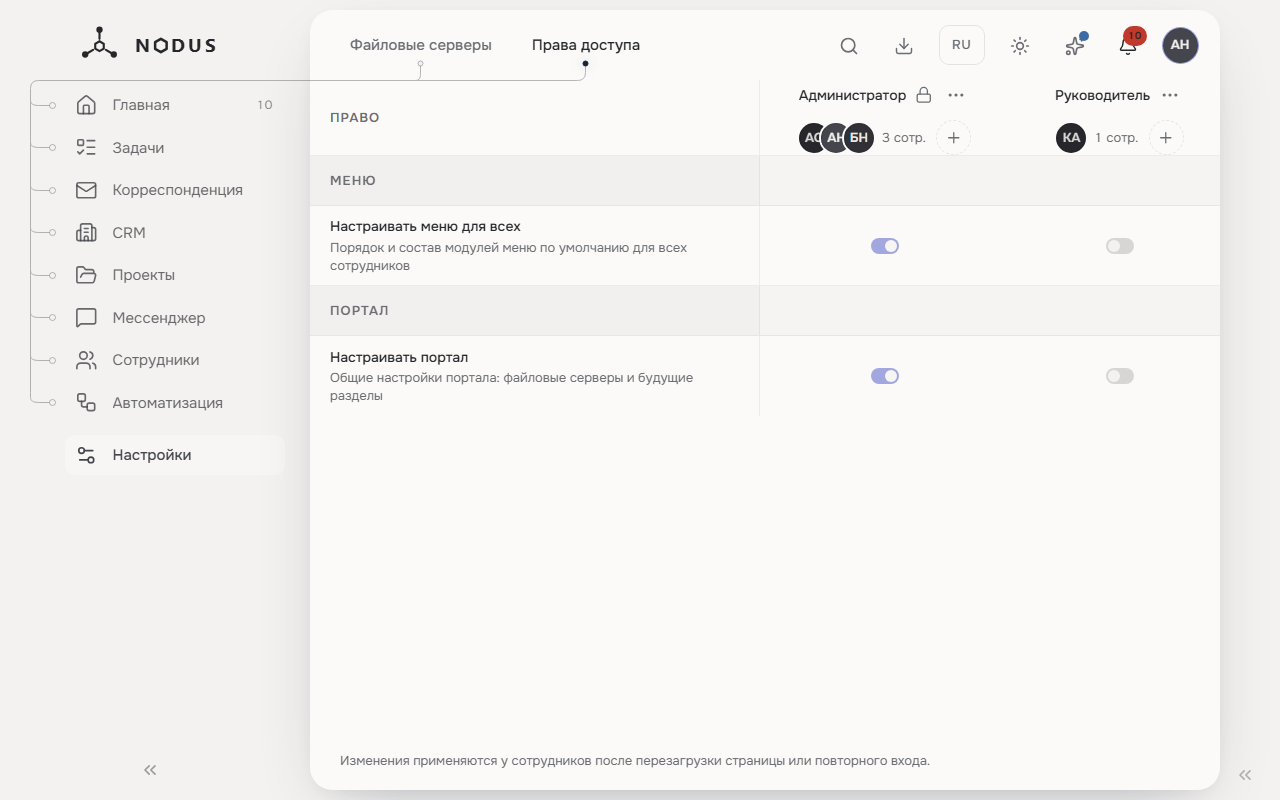 NODUS
Файловые серверы
Права доступа
RU
10
АН
Главная
10
Задачи
Корреспонденция
CRM
Проекты
Мессенджер
Сотрудники
Автоматизация
Настройки
ПРАВО
Администратор
АН
БН
3 сотр.
Руководитель
КА
1 сотр.
МЕНЮ
Настраивать меню для всех
Порядок и состав модулей меню по умолчанию для всех
сотрудников
ПОРТАЛ
Настраивать портал
Общие настройки портала: файловые серверы и будущие
разделы
Изменения применяются у сотрудников после перезагрузки страницы или повторного входа.